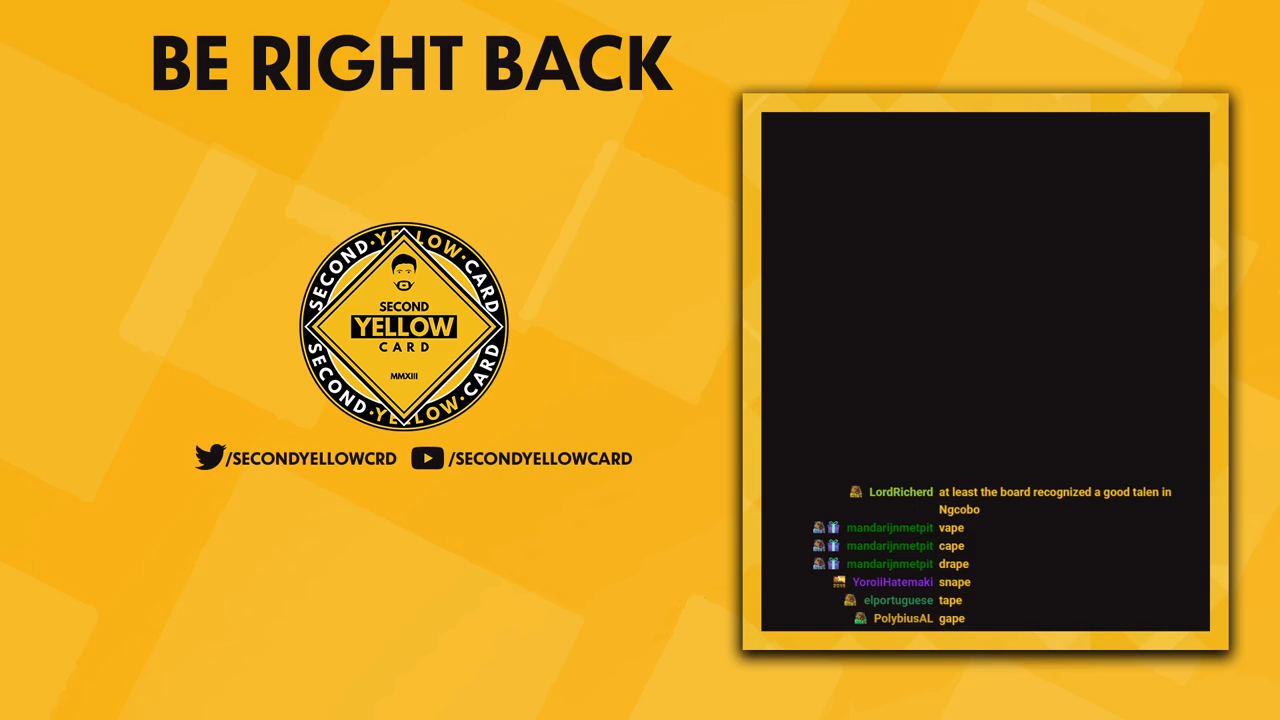 BE RIGHT BACK
SECOND·YELLOW·CARD
SECOND
YELLOW
CARD
MMXIII
SECOND·YELLOW·CARD
/SECONDYELLOWCRD /SECONDYELLOWCARD
LordRicherd at least the board recognized a good talen in
Ngcobo
mandarijnmetpit vape
mandarijnmetpit cape
mandarijnmetpit drape
2015 YoroiiHatemaki snape
elportuguese tape
PolybiusAL gape